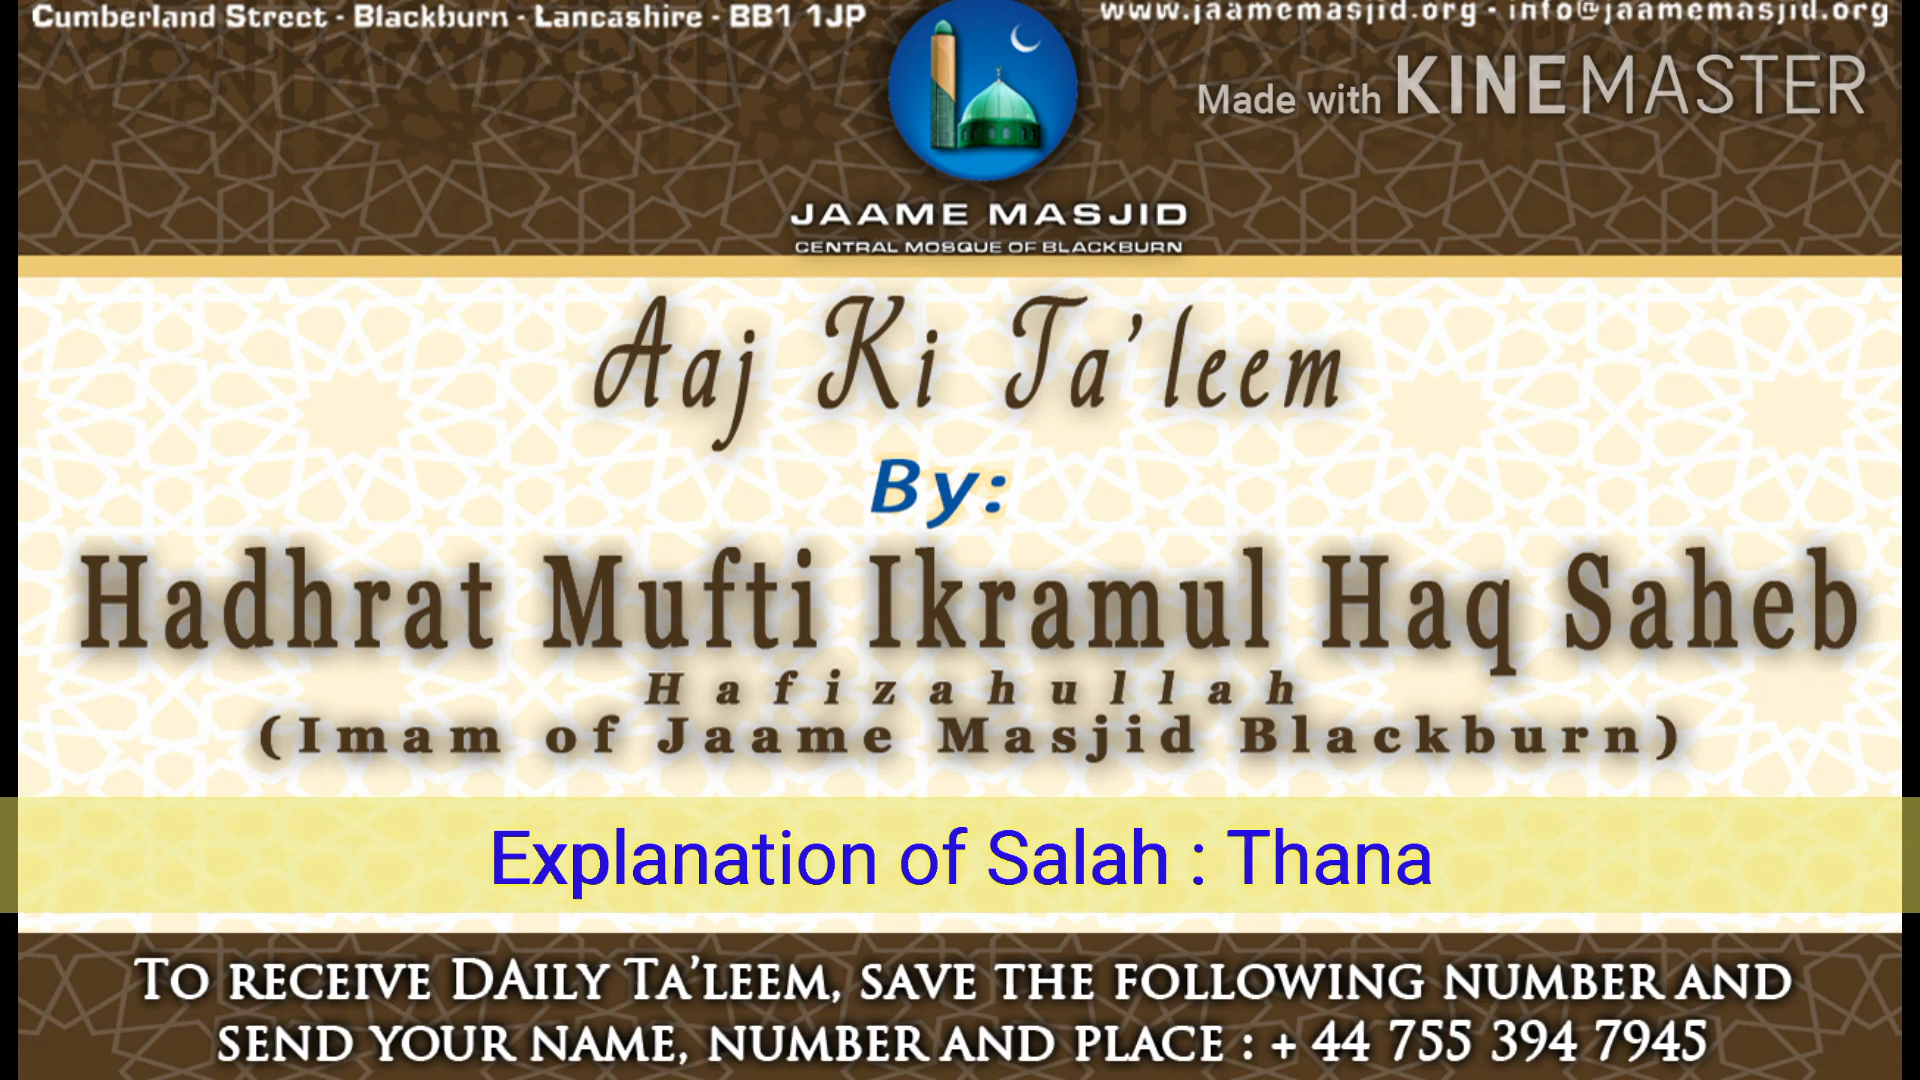 Cumberland Street - Blackburn - Lancashire - BB1 1JP
www.jaamemasjid.org - info@jaamemasjid.org
Made with KINEMASTER
JAAME MASJID
CENTRAL MOSQUE OF BLACKBURN
Aaj Ki Ta'leem
By:
Hadhrat Mufti Ikramul Haq Saheb
Hafizahullah
(Imam of Jaame Masjid Blackburn)
Explanation of Salah : Thana
To receive DAily Ta'leem, save the following number and
send your name, number and place : + 44 755 394 7945